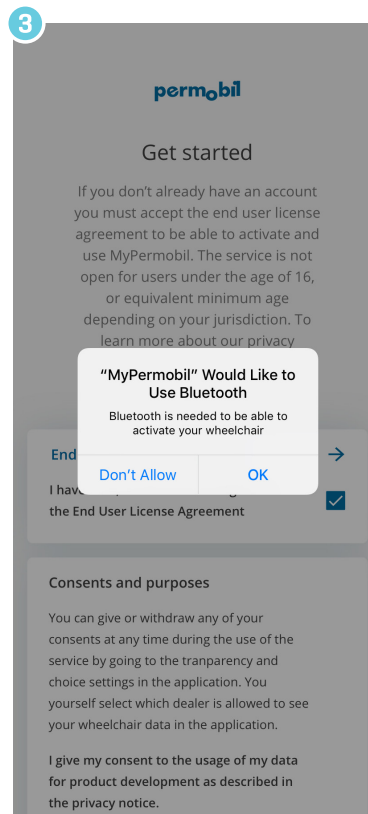 3
permobil
Get started
If you don't already have an account
you must accept the end user license
agreement to be able to activate and
use MyPermobil. The service is not
open for users under the age of 16,
or equivalent minimum age
depending on your jurisdiction. To
learn more about our privacy
“MyPermobil” Would Like to
Use Bluetooth
Bluetooth is needed to be able to
activate your wheelchair
Don't Allow OK
End
I have
the End User License Agreement
Consents and purposes
You can give or withdraw any of your
consents at any time during the use of the
service by going to the tranparency and
choice settings in the application. You
yourself select which dealer is allowed to see
your wheelchair data in the application.
I give my consent to the usage of my data
for product development as described in
the privacy notice.